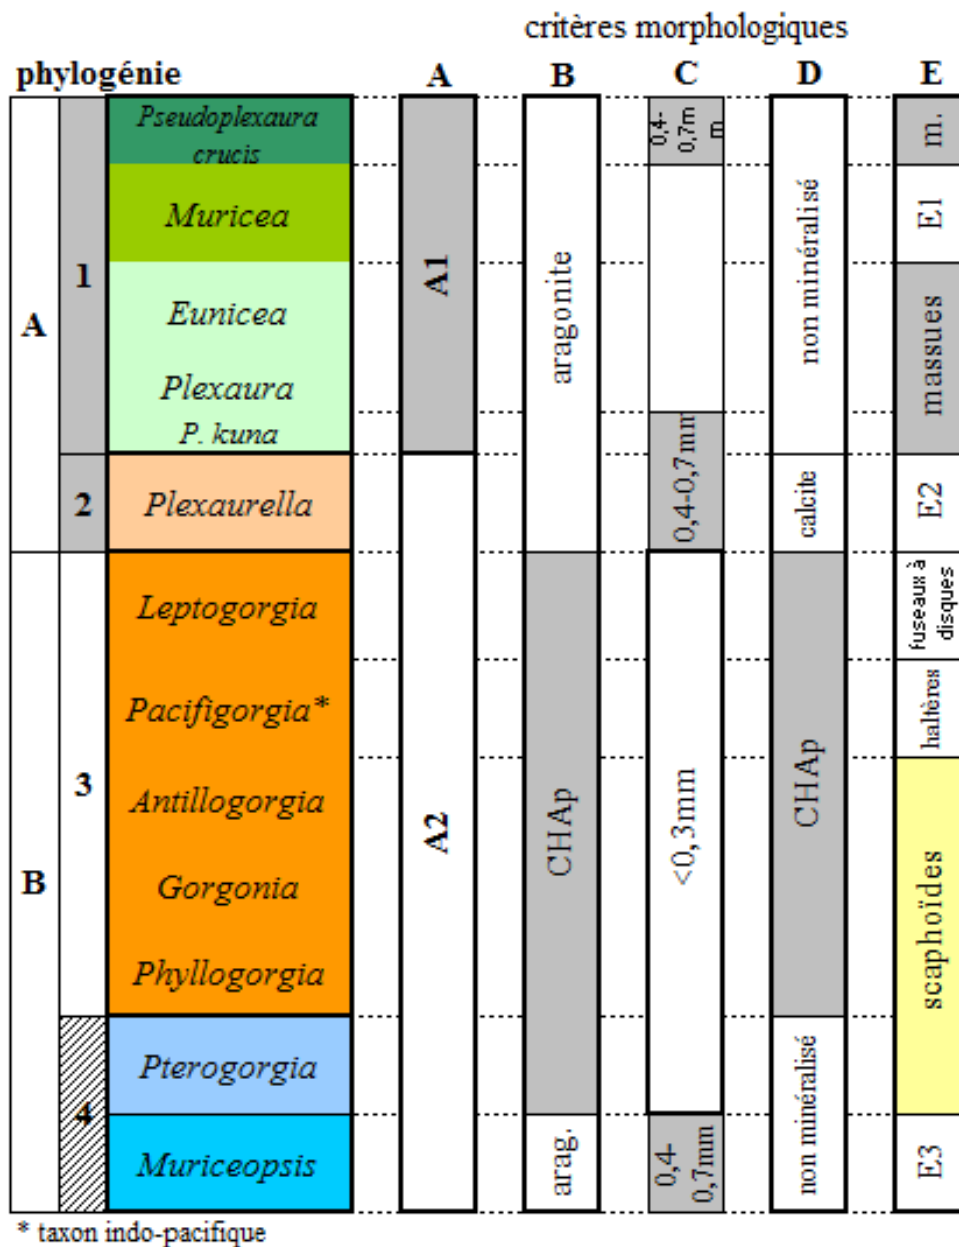 critères morphologiques
phylogénie
A
B
C
D
E
A
B
1
2
3
4
Pseudoplexaura
crucis
Muricea
Eunicea
Plexaura
P. kuna
Plexaurella
Leptogorgia
Pacifigorgia*
Antillogorgia
Gorgonia
Phyllogorgia
Pterogorgia
Muriceopsis
A1
A2
aragonite
CHAp
arag.
0,4-
0,7m
m
0,4-0,7mm
<0,3mm
0,4-
0,7mm
non minéralisé
calcite
CHAp
non minéralisé
m.
E1
massues
E2
fuseaux à
disques
haltères
scaphoïdes
E3
* taxon indo-pacifique